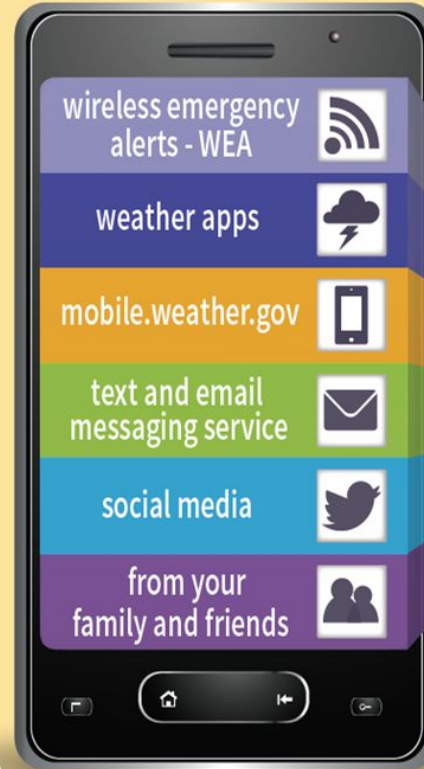 wireless emergency
alerts - WEA
weather apps
mobile.weather.gov
text and email
messaging service
social media
from your
family and friends